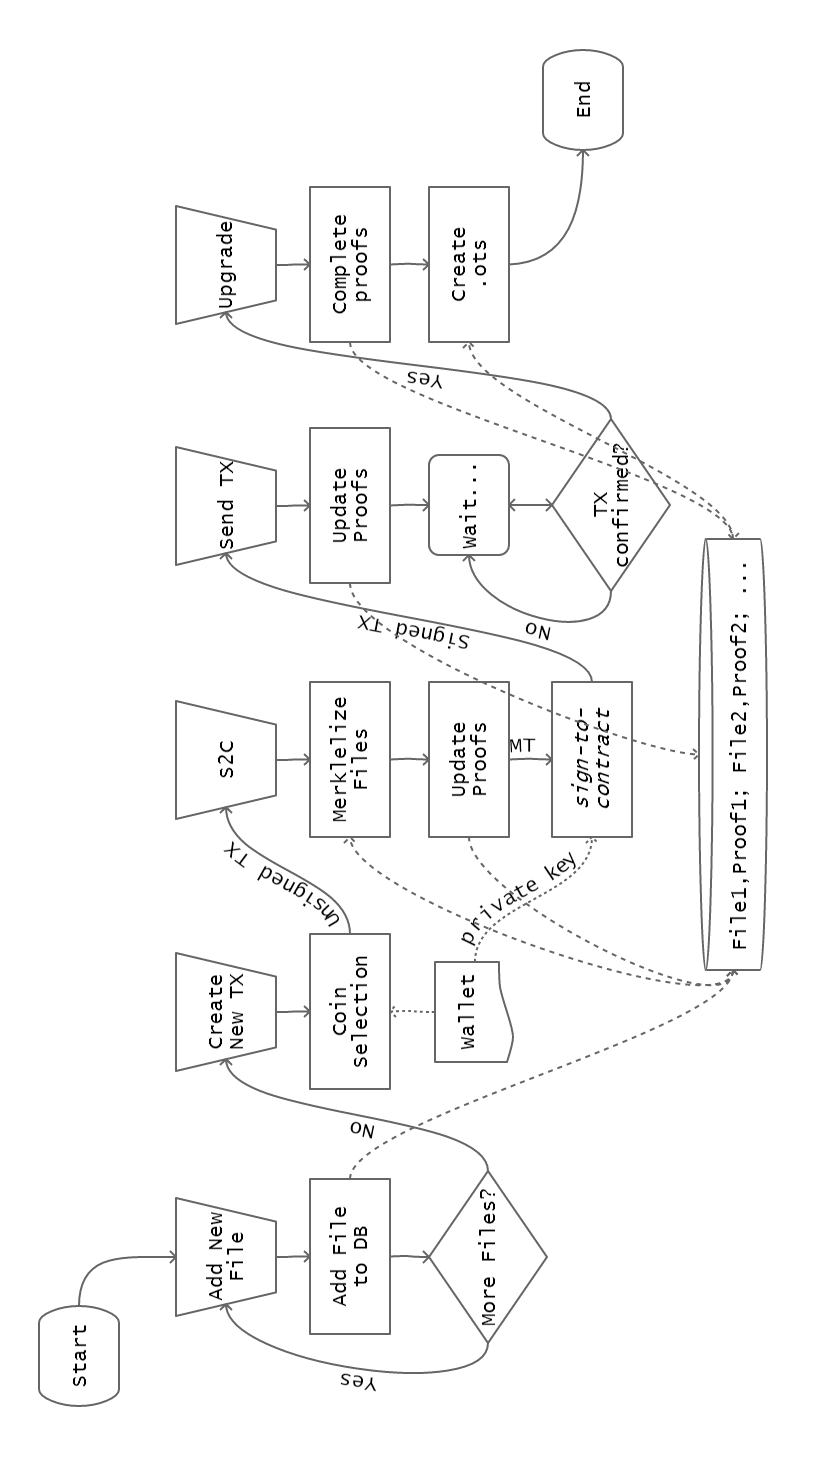 Start
Add New
File
Add File
to DB
More Files?
Yes
No
Create
New TX
Coin
Selection
Wallet
Unsigned TX
private key
S2C
Merklelize
Files
Update
Proofs
MT
sign-to-
contract
Signed TX
Send TX
Update
Proofs
Wait...
TX
confirmed?
No
Yes
Upgrade
Complete
proofs
Create
.ots
End
File1,Proof1; File2,Proof2; ...